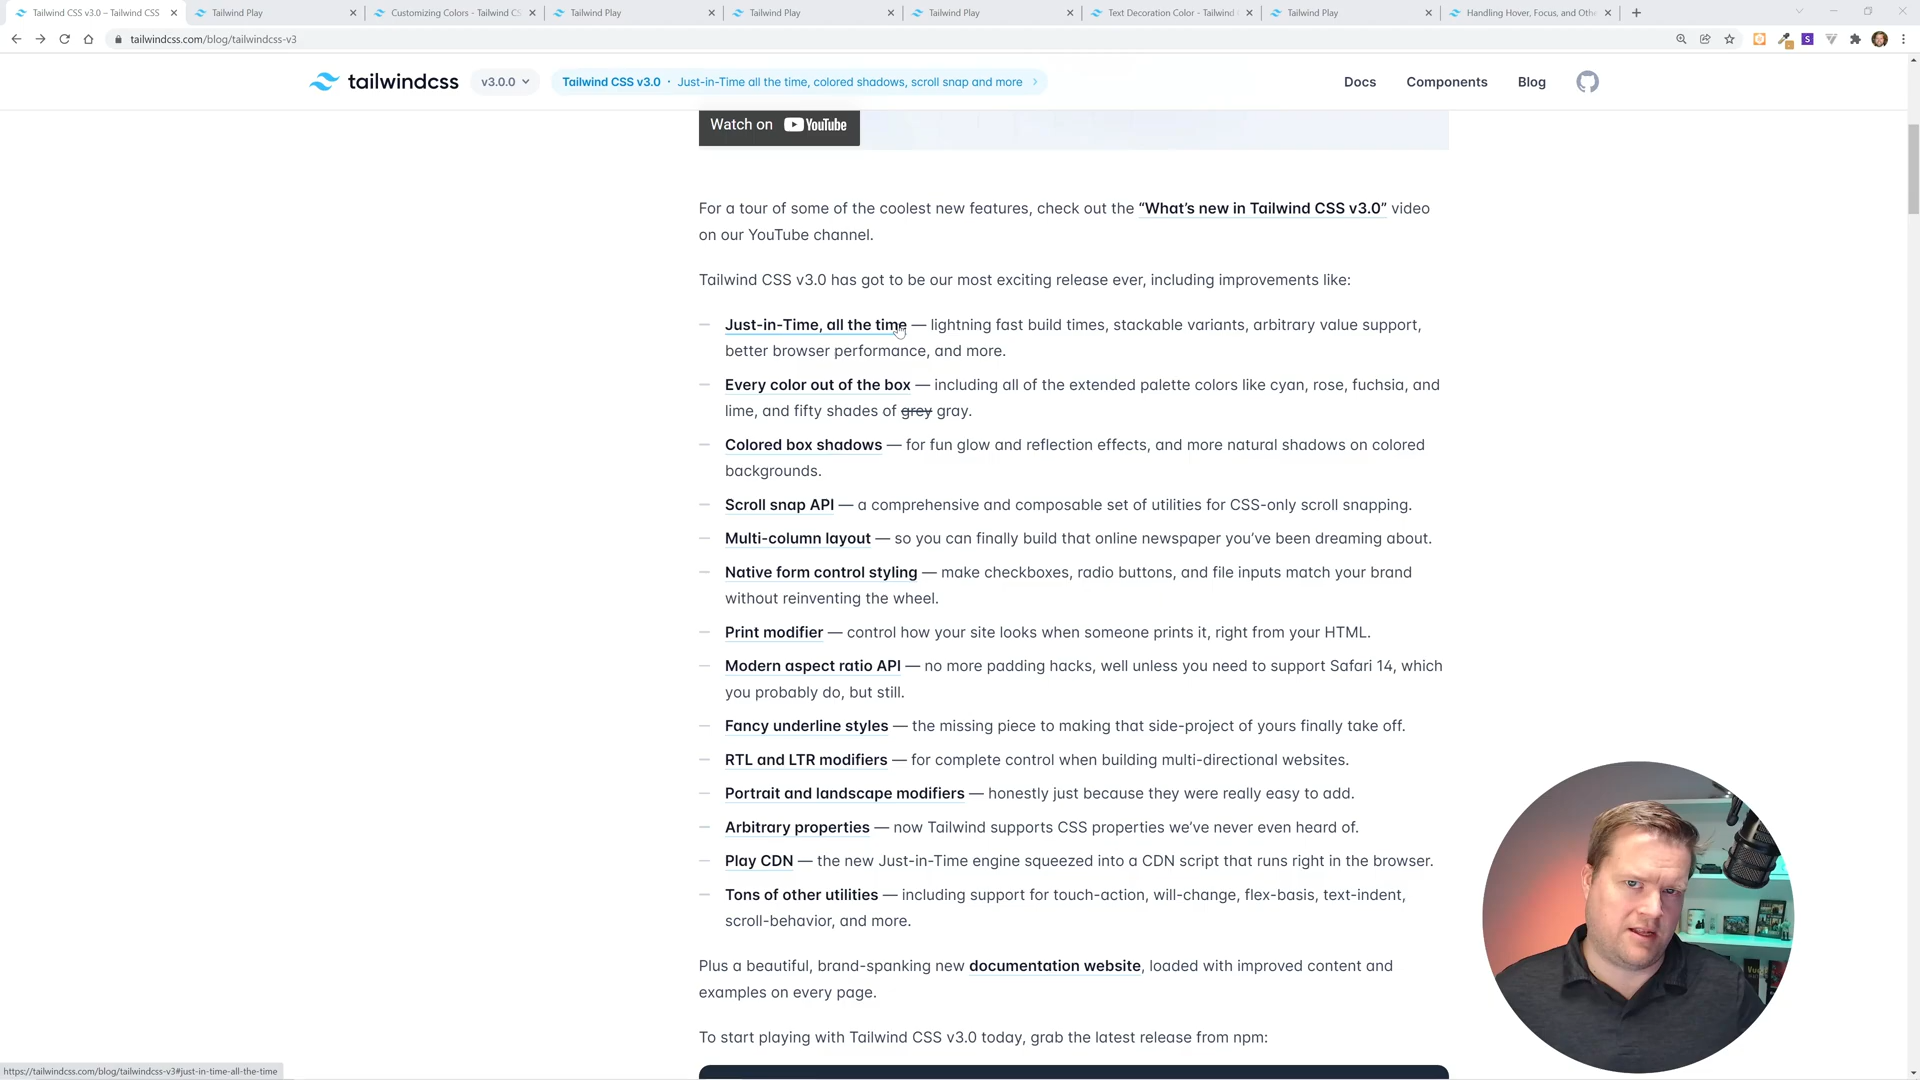 Tailwind CSS v3.0 – Tailwind CSS
Tailwind Play
Customizing Colors - Tailwind CS
Tailwind Play
Tailwind Play
Tailwind Play
Text Decoration Color - Tailwind
Tailwind Play
Handling Hover, Focus, and Oth
tailwindcss.com/blog/tailwindcss-v3
tailwindcss
v3.0.0
Tailwind CSS v3.0 · Just-in-Time all the time, colored shadows, scroll snap and more
Docs
Components
Blog
Watch on YouTube
For a tour of some of the coolest new features, check out the “What’s new in Tailwind CSS v3.0” video
on our YouTube channel.
Tailwind CSS v3.0 has got to be our most exciting release ever, including improvements like:
— Just-in-Time, all the time — lightning fast build times, stackable variants, arbitrary value support,
better browser performance, and more.
— Every color out of the box — including all of the extended palette colors like cyan, rose, fuchsia, and
lime, and fifty shades of grey gray.
— Colored box shadows — for fun glow and reflection effects, and more natural shadows on colored
backgrounds.
— Scroll snap API — a comprehensive and composable set of utilities for CSS-only scroll snapping.
— Multi-column layout — so you can finally build that online newspaper you’ve been dreaming about.
— Native form control styling — make checkboxes, radio buttons, and file inputs match your brand
without reinventing the wheel.
— Print modifier — control how your site looks when someone prints it, right from your HTML.
— Modern aspect ratio API — no more padding hacks, well unless you need to support Safari 14, which
you probably do, but still.
— Fancy underline styles — the missing piece to making that side-project of yours finally take off.
— RTL and LTR modifiers — for complete control when building multi-directional websites.
— Portrait and landscape modifiers — honestly just because they were really easy to add.
— Arbitrary properties — now Tailwind supports CSS properties we’ve never even heard of.
— Play CDN — the new Just-in-Time engine squeezed into a CDN script that runs right in the browser.
— Tons of other utilities — including support for touch-action, will-change, flex-basis, text-indent,
scroll-behavior, and more.
Plus a beautiful, brand-spanking new documentation website, loaded with improved content and
examples on every page.
To start playing with Tailwind CSS v3.0 today, grab the latest release from npm:
https://tailwindcss.com/blog/tailwindcss-v3#just-in-time-all-the-time